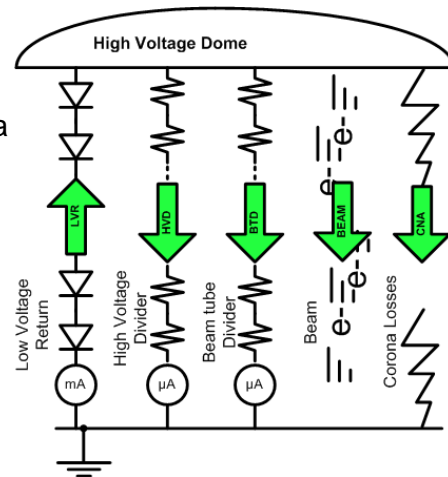 High Voltage Dome
a
LVR
HVD
BTD
BEAM
CNA
e
e
e
Low Voltage
Return
High Voltage
Divider
Beam tube
Divider
Beam
Corona Losses
mA
µA
µA